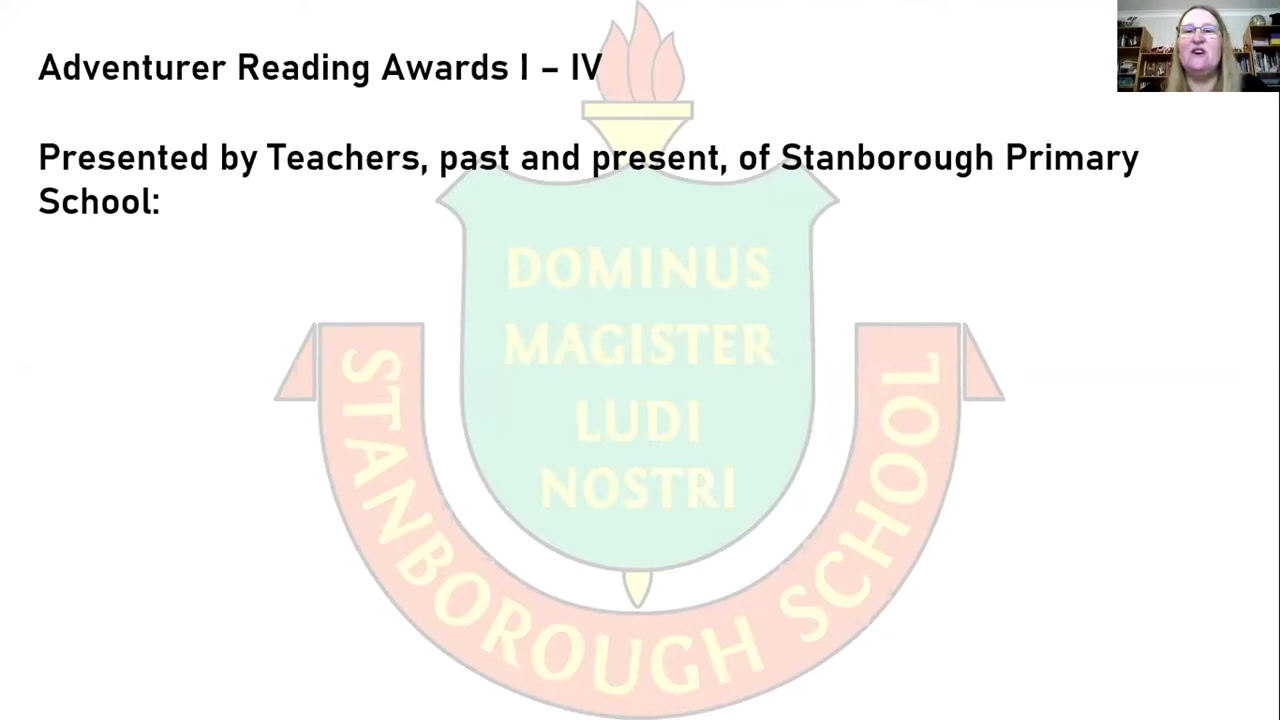 Adventurer Reading Awards I – IV
Presented by Teachers, past and present, of Stanborough Primary
School:
DOMINUS
MAGISTER
LUDI
NOSTRI
STANBOROUGH SCHOOL